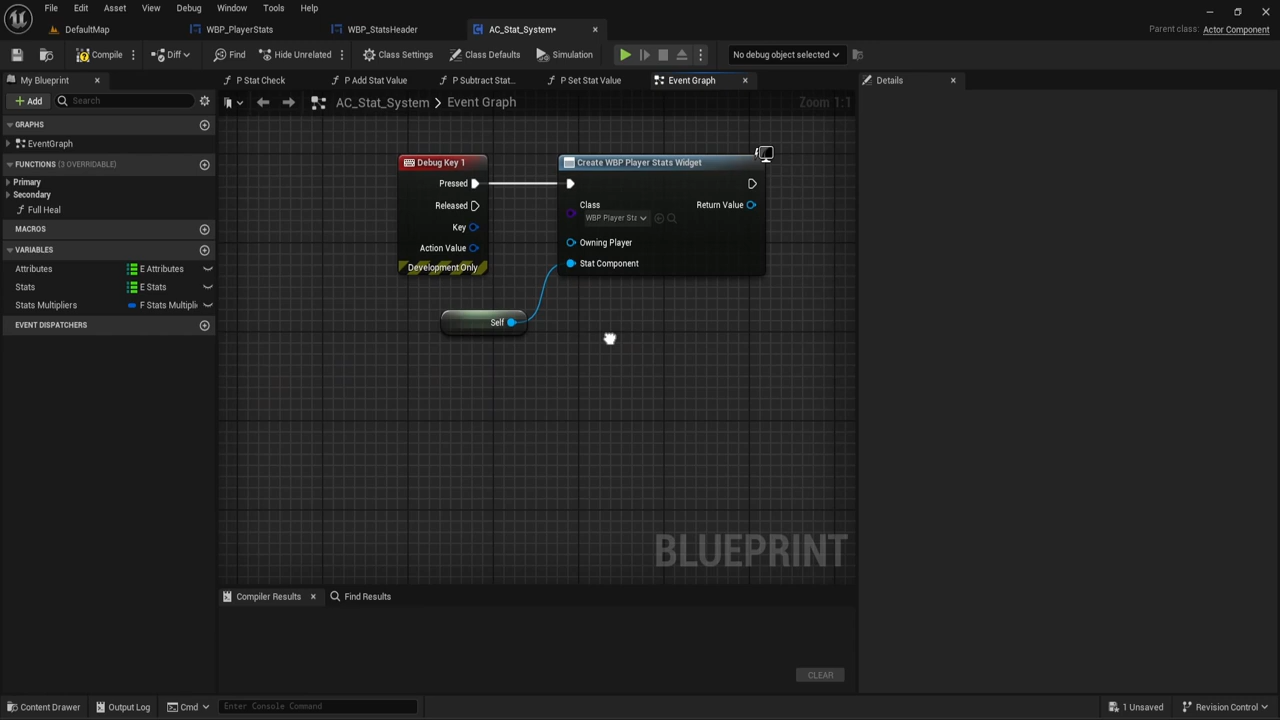 File Edit Asset View Debug Window Tools Help
DefaultMap WBP_PlayerStats WBP_StatsHeader AC_Stat_System* Parent class: Actor Component
Compile Diff Find Hide Unrelated Class Settings Class Defaults Simulation No debug object selected
My Blueprint P Stat Check P Add Stat Value P Subtract Stat... P Set Stat Value Event Graph Details
Add Search AC_Stat_System > Event Graph Zoom 1:1
GRAPHS
EventGraph
FUNCTIONS (3 OVERRIDABLE)
Primary
Secondary
Full Heal
MACROS
VARIABLES
Attributes E Attributes
Stats E Stats
Stats Multipliers F Stats Multipli
EVENT DISPATCHERS
Debug Key 1
Pressed
Released
Key
Action Value
Development Only
Create WBP Player Stats Widget
Class
WBP Player Sta
Return Value
Owning Player
Stat Component
Self
BLUEPRINT
Compiler Results Find Results
CLEAR
Content Drawer Output Log Cmd Enter Console Command 1 Unsaved Revision Control